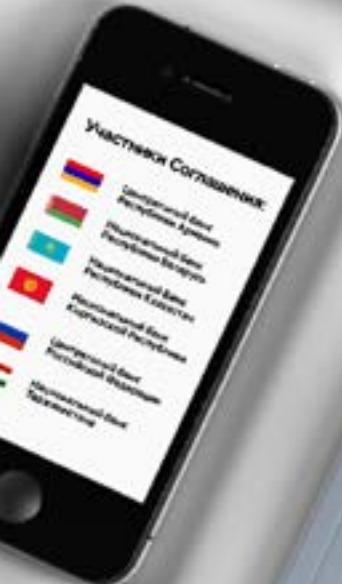 Участники Соглашения:
Центральный банк
Республики Армения
Национальный банк
Республики Беларусь
Национальный Банк
Республики Казахстан
Национальный банк
Кыргызской Республики
Центральный банк
Российской Федерации
Национальный банк
Таджикистана